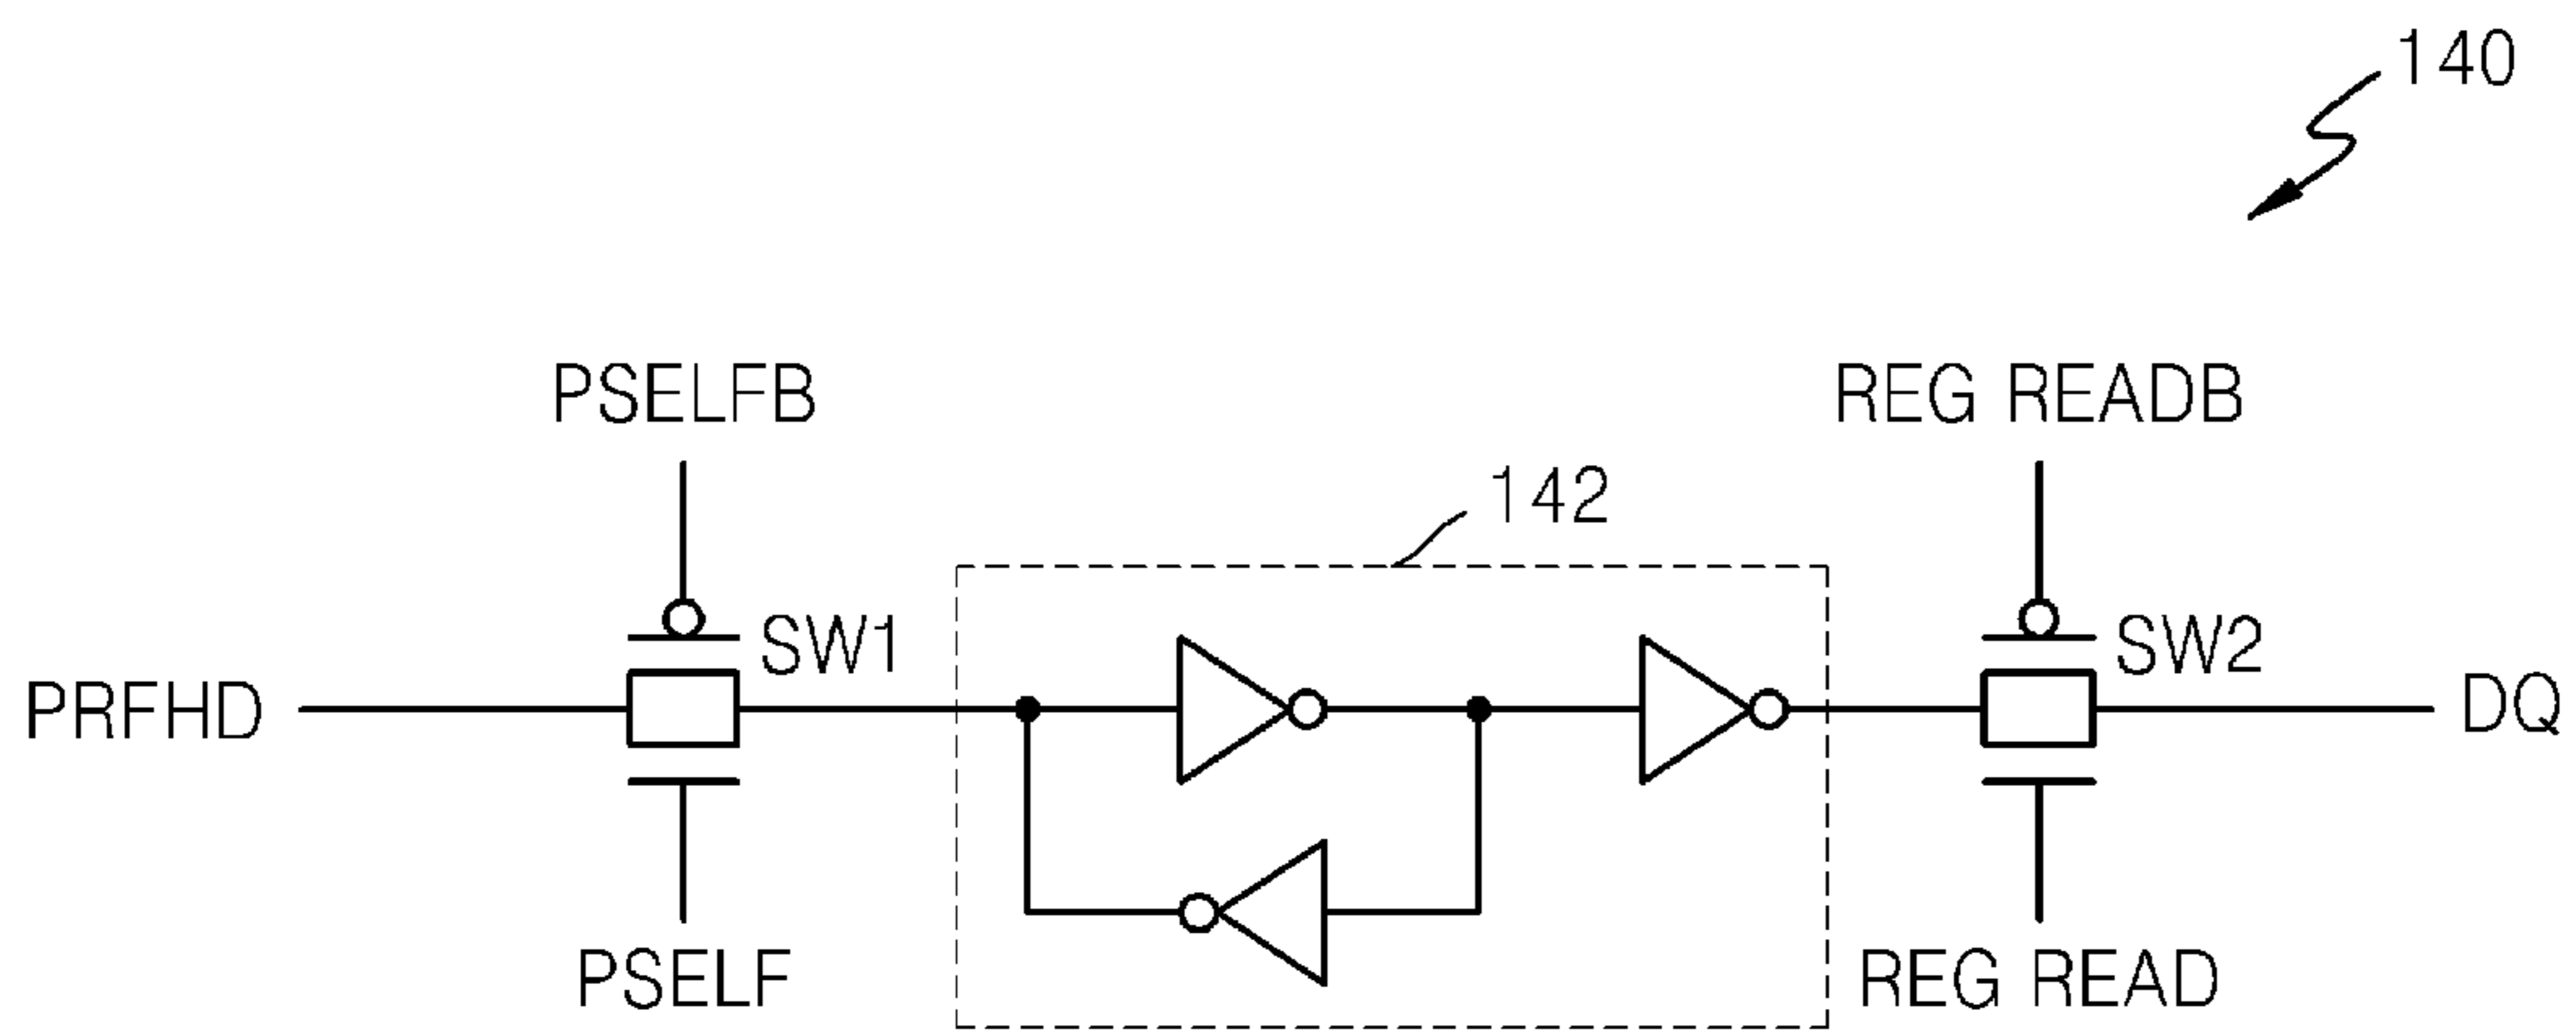 140
PSELFB
REG READB
142
SW1
SW2
PRFHD
DQ
PSELF
REG READ